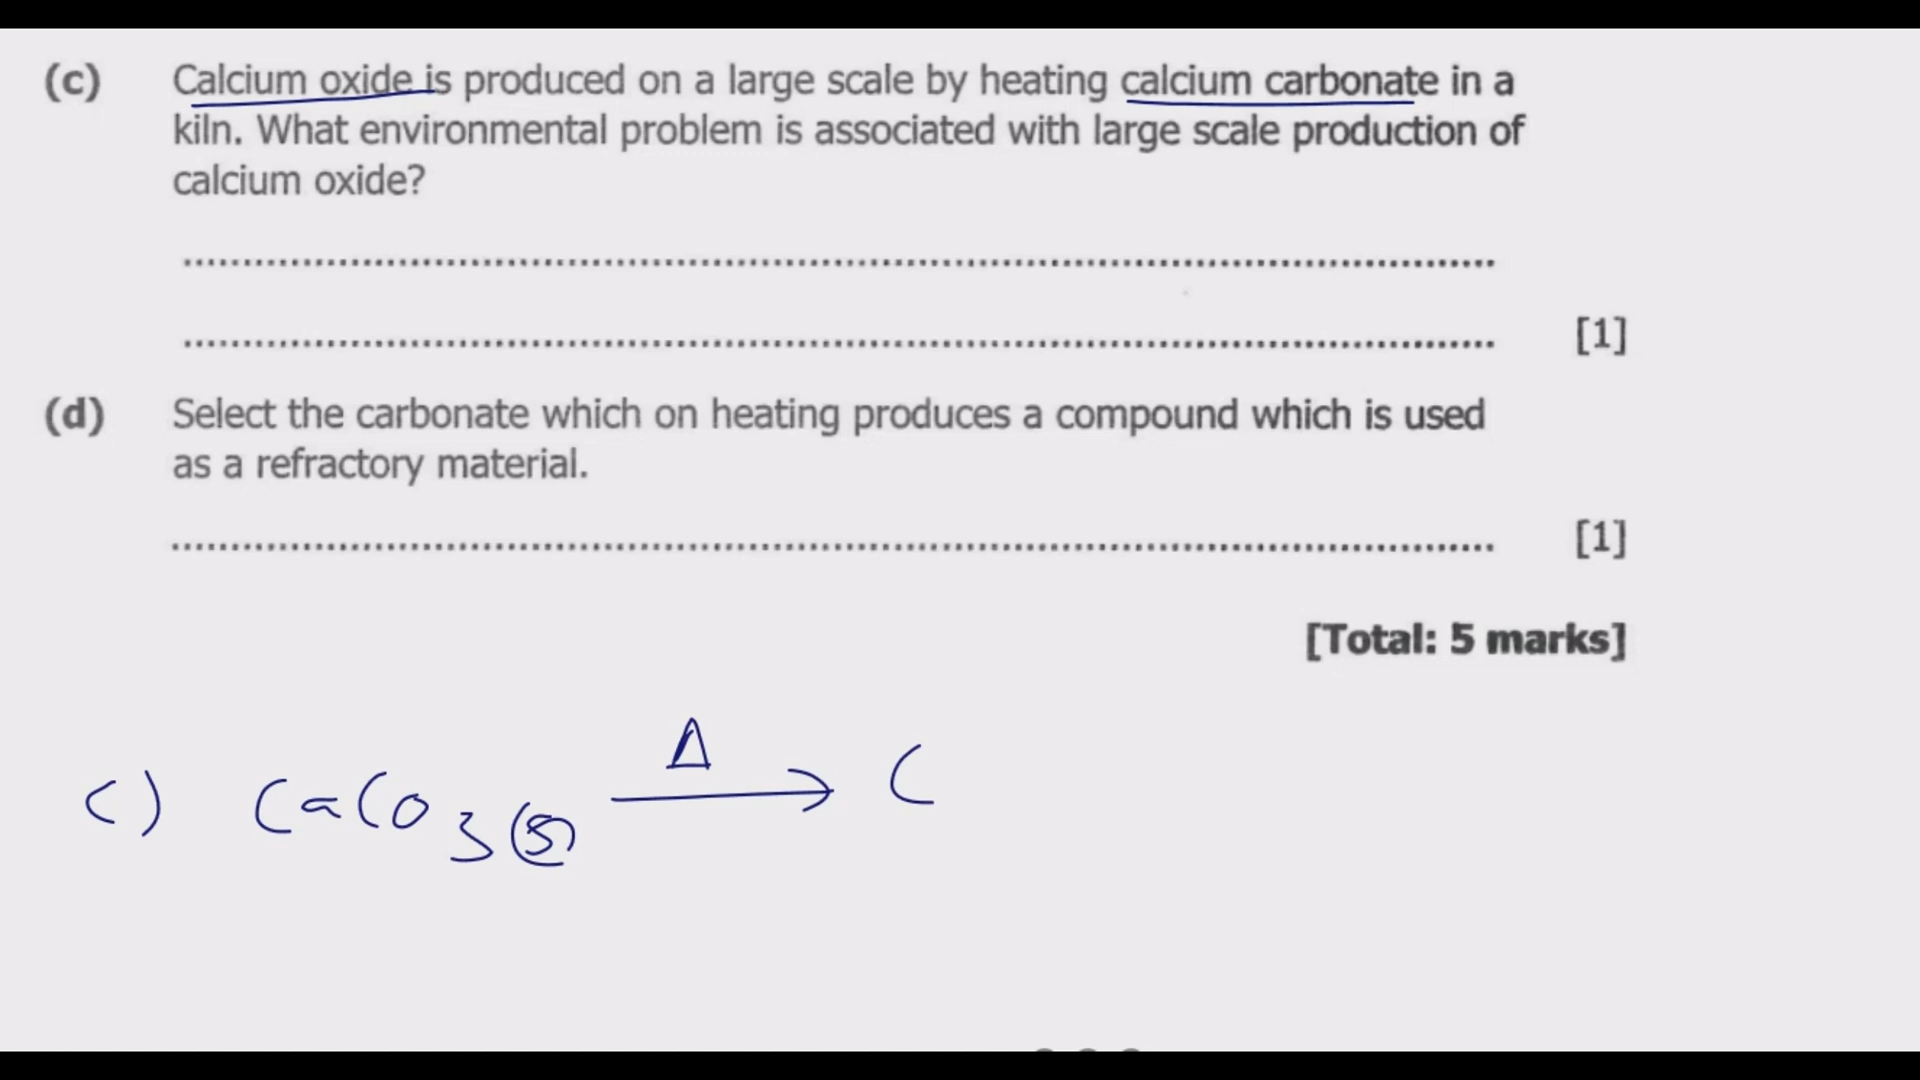 (c) Calcium oxide is produced on a large scale by heating calcium carbonate in a
kiln. What environmental problem is associated with large scale production of
calcium oxide?
................................................................................
................................................................................ [1]
(d) Select the carbonate which on heating produces a compound which is used
as a refractory material.
................................................................................ [1]
[Total: 5 marks]
c) CaCO3(s) Δ→ C